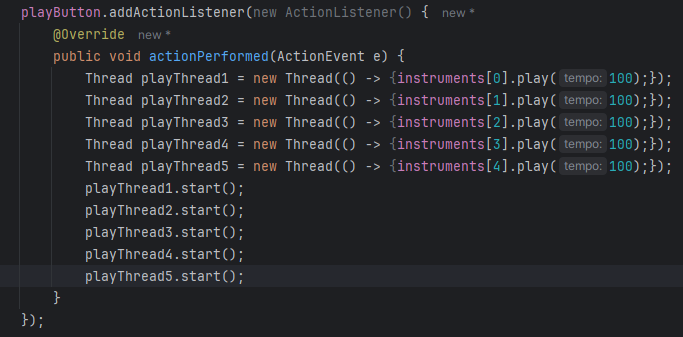 playButton.addActionListener(new ActionListener() { new *
@Override new *
public void actionPerformed(ActionEvent e) {
Thread playThread1 = new Thread(() -> {instruments[0].play( tempo: 100);});
Thread playThread2 = new Thread(() -> {instruments[1].play( tempo: 100);});
Thread playThread3 = new Thread(() -> {instruments[2].play( tempo: 100);});
Thread playThread4 = new Thread(() -> {instruments[3].play( tempo: 100);});
Thread playThread5 = new Thread(() -> {instruments[4].play( tempo: 100);});
playThread1.start();
playThread2.start();
playThread3.start();
playThread4.start();
playThread5.start();
}
});